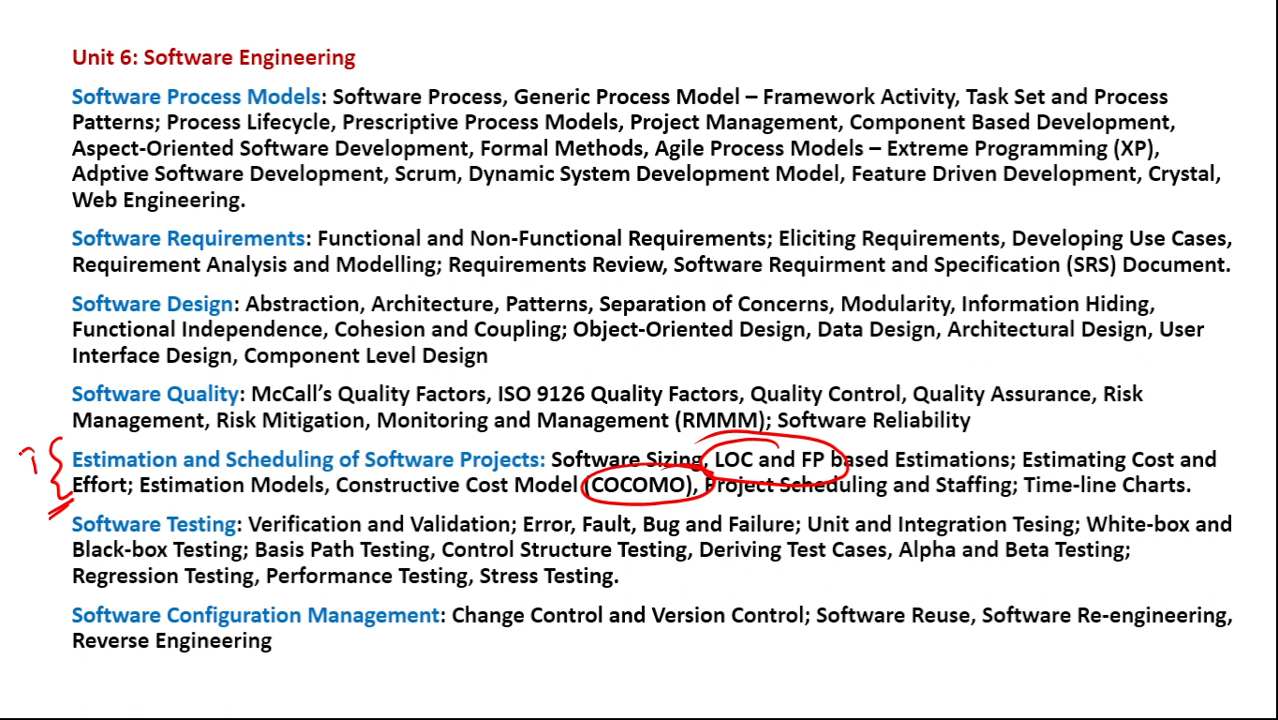 Unit 6: Software Engineering
Software Process Models: Software Process, Generic Process Model – Framework Activity, Task Set and Process
Patterns; Process Lifecycle, Prescriptive Process Models, Project Management, Component Based Development,
Aspect-Oriented Software Development, Formal Methods, Agile Process Models – Extreme Programming (XP),
Adptive Software Development, Scrum, Dynamic System Development Model, Feature Driven Development, Crystal,
Web Engineering.
Software Requirements: Functional and Non-Functional Requirements; Eliciting Requirements, Developing Use Cases,
Requirement Analysis and Modelling; Requirements Review, Software Requirment and Specification (SRS) Document.
Software Design: Abstraction, Architecture, Patterns, Separation of Concerns, Modularity, Information Hiding,
Functional Independence, Cohesion and Coupling; Object-Oriented Design, Data Design, Architectural Design, User
Interface Design, Component Level Design
Software Quality: McCall’s Quality Factors, ISO 9126 Quality Factors, Quality Control, Quality Assurance, Risk
Management, Risk Mitigation, Monitoring and Management (RMMM); Software Reliability
Estimation and Scheduling of Software Projects: Software Sizing, LOC and FP based Estimations; Estimating Cost and
Effort; Estimation Models, Constructive Cost Model (COCOMO), Project Scheduling and Staffing; Time-line Charts.
Software Testing: Verification and Validation; Error, Fault, Bug and Failure; Unit and Integration Tesing; White-box and
Black-box Testing; Basis Path Testing, Control Structure Testing, Deriving Test Cases, Alpha and Beta Testing;
Regression Testing, Performance Testing, Stress Testing.
Software Configuration Management: Change Control and Version Control; Software Reuse, Software Re-engineering,
Reverse Engineering